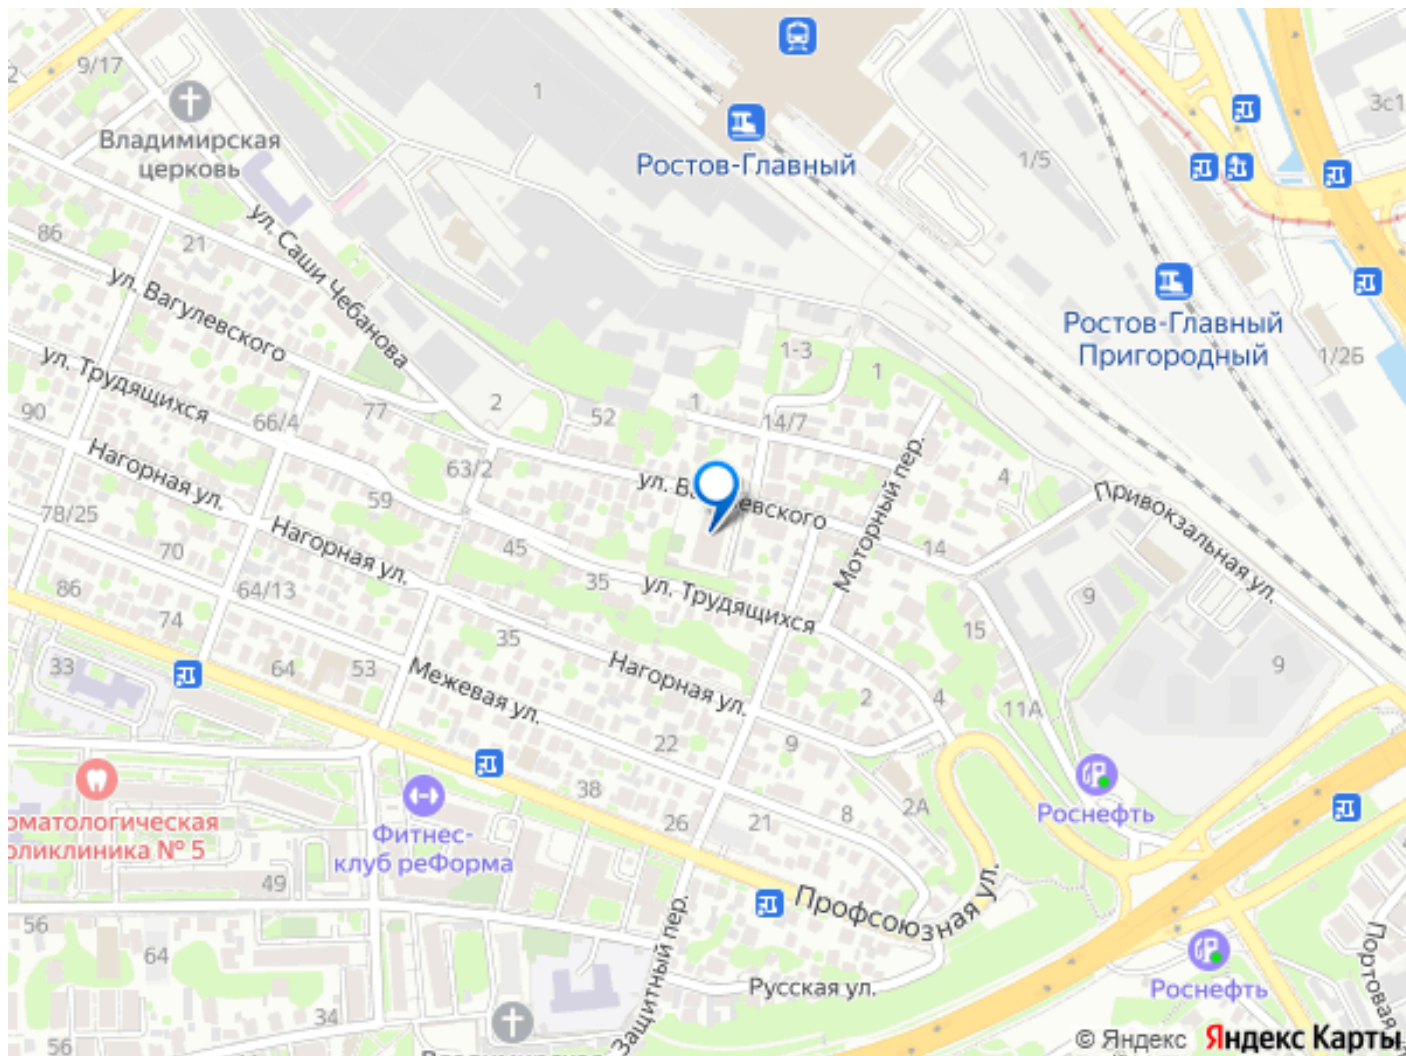 9/17
2
Владимирская
церковь
1
Ростов-Главный
1/5
3с1
86
21
ул. Саши Чебанова
ул. Вагулевского
Ростов-Главный
Пригородный
1/2Б
1-3
1
ул. Трудящихся
90
66/4
77
2
52
1
14/7
Моторный пер.
4
Нагорная ул.
63/2
59
ул. Ва
евского
Привокзальная ул.
78/25
70
Нагорная ул.
45
35
14
86
64/13
74
ул. Трудящихся
9
15
33
64
53
35
Межевая ул.
Нагорная ул.
2
4
11А
9
22
9
Роснефть
оматологическая
оликлиника № 5
Фитнес-
клуб реФорма
38
26
21
8
2А
49
Профсоюзная ул.
56
64
Защитный пер.
Русская ул.
Роснефть
Портовая
34
56
Владимирская
© Яндекс Яндекс Карты